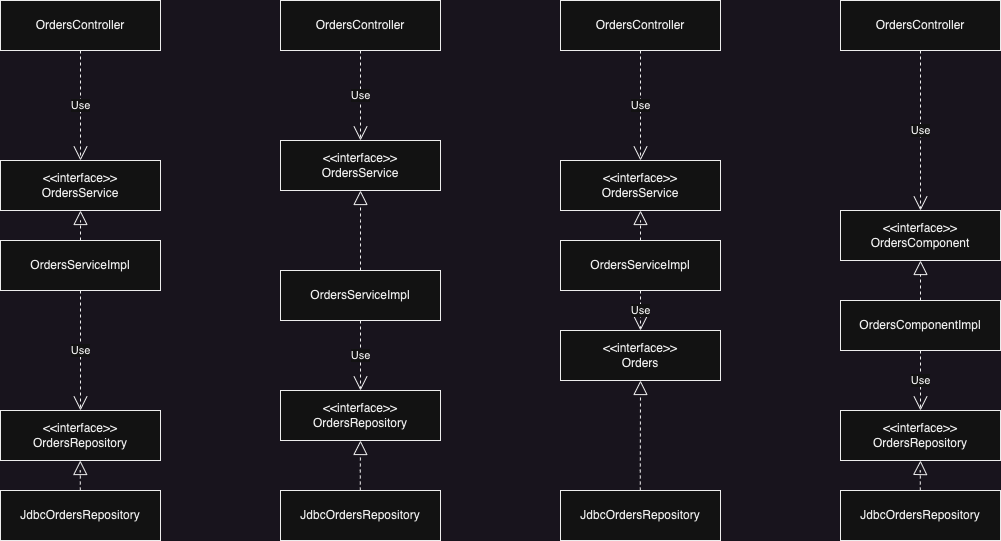 OrdersController
Use
<<interface>>
OrdersService
OrdersServiceImpl
Use
<<interface>>
OrdersRepository
JdbcOrdersRepository
OrdersController
Use
<<interface>>
OrdersService
OrdersServiceImpl
Use
<<interface>>
OrdersRepository
JdbcOrdersRepository
OrdersController
Use
<<interface>>
OrdersService
OrdersServiceImpl
Use
<<interface>>
Orders
JdbcOrdersRepository
OrdersController
Use
<<interface>>
OrdersComponent
OrdersComponentImpl
Use
<<interface>>
OrdersRepository
JdbcOrdersRepository